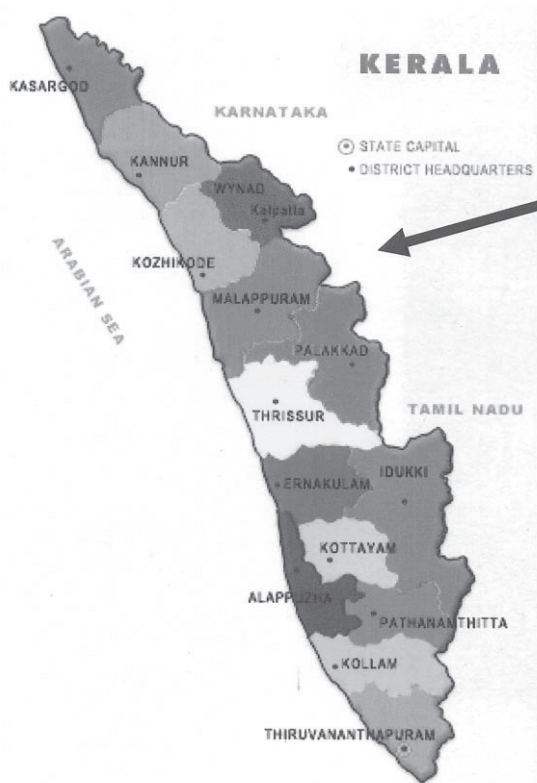 KERALA
KASARGOD
KARNATAKA
STATE CAPITAL
DISTRICT HEADQUARTERS
KANNUR
WYNAD
Kalpatta
ARABIAN SEA
KOZHIKODE
MALAPPURAM
PALAKKAD
THRISSUR
TAMIL NADU
ERNAKULAM
IDUKKI
KOTTAYAM
ALAPPUZHA
PATHANAMTHITTA
KOLLAM
THIRUVANANTHAPURAM